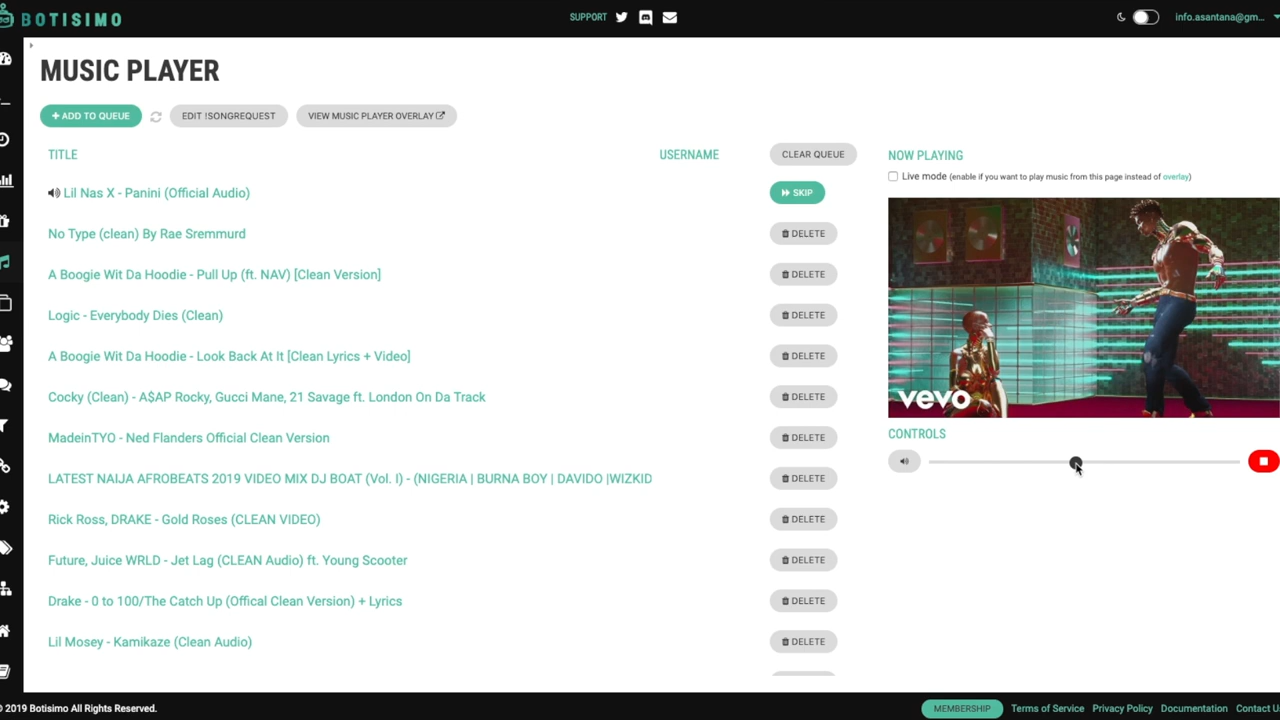 BOTISIMO
SUPPORT
info.asantana@gm...
MUSIC PLAYER
+ ADD TO QUEUE
EDIT !SONGREQUEST
VIEW MUSIC PLAYER OVERLAY
TITLE
USERNAME
CLEAR QUEUE
Lil Nas X - Panini (Official Audio)
SKIP
No Type (clean) By Rae Sremmurd
DELETE
A Boogie Wit Da Hoodie - Pull Up (ft. NAV) [Clean Version]
DELETE
Logic - Everybody Dies (Clean)
DELETE
A Boogie Wit Da Hoodie - Look Back At It [Clean Lyrics + Video]
DELETE
Cocky (Clean) - A$AP Rocky, Gucci Mane, 21 Savage ft. London On Da Track
DELETE
MadeinTYO - Ned Flanders Official Clean Version
DELETE
LATEST NAIJA AFROBEATS 2019 VIDEO MIX DJ BOAT (Vol. I) - (NIGERIA | BURNA BOY | DAVIDO |WIZKID
DELETE
Rick Ross, DRAKE - Gold Roses (CLEAN VIDEO)
DELETE
Future, Juice WRLD - Jet Lag (CLEAN Audio) ft. Young Scooter
DELETE
Drake - 0 to 100/The Catch Up (Offical Clean Version) + Lyrics
DELETE
Lil Mosey - Kamikaze (Clean Audio)
DELETE
NOW PLAYING
Live mode (enable if you want to play music from this page instead of overlay)
vevo
CONTROLS
© 2019 Botisimo All Rights Reserved.
MEMBERSHIP
Terms of Service
Privacy Policy
Documentation
Contact U